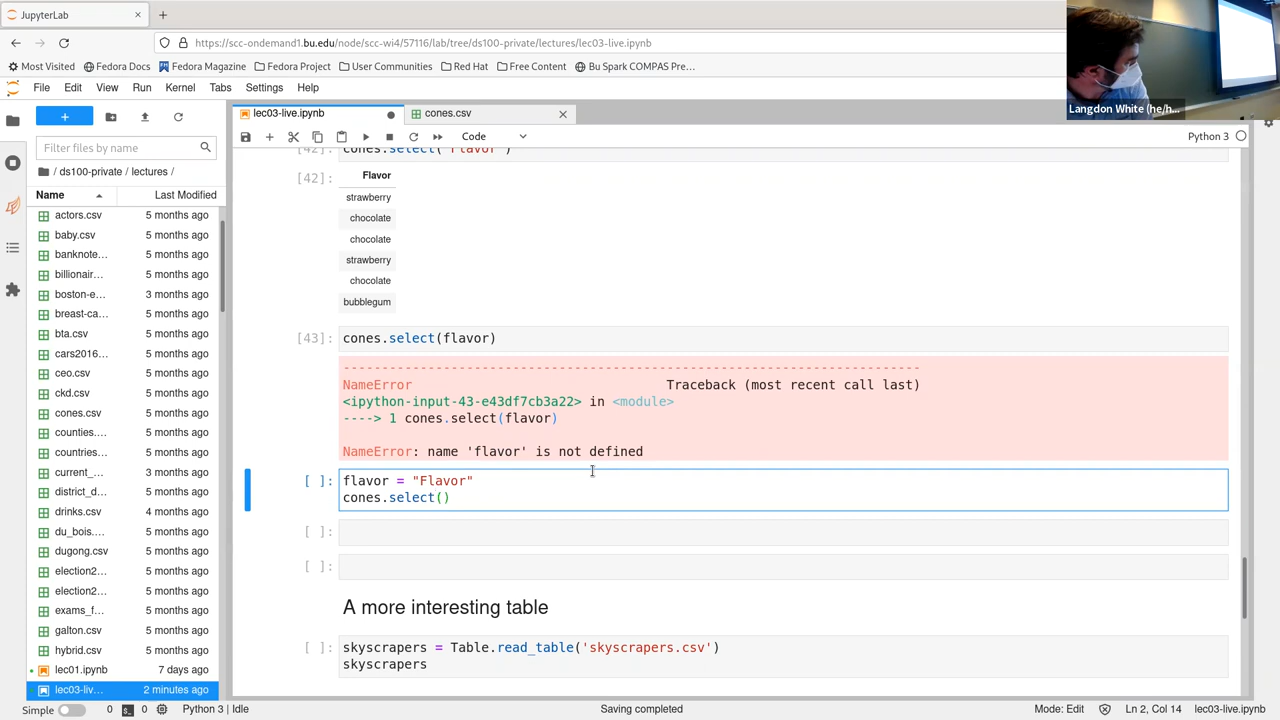 JupyterLab
https://scc-ondemand1.bu.edu/node/scc-wi4/57116/lab/tree/ds100-private/lectures/lec03-live.ipynb
Most Visited Fedora Docs Fedora Magazine Fedora Project User Communities Red Hat Free Content Bu Spark COMPAS Pre...
Langdon White (he/h...
File Edit View Run Kernel Tabs Settings Help
lec03-live.ipynb cones.csv
Code Python 3
Filter files by name
/ ds100-private / lectures /
Name Last Modified
actors.csv 5 months ago
baby.csv 5 months ago
banknote... 5 months ago
billionair... 5 months ago
boston-e... 3 months ago
breast-ca... 5 months ago
bta.csv 5 months ago
cars2016... 5 months ago
ceo.csv 5 months ago
ckd.csv 5 months ago
cones.csv 5 months ago
counties.... 5 months ago
countries... 5 months ago
current_... 3 months ago
district_d... 5 months ago
drinks.csv 4 months ago
du_bois.... 5 months ago
dugong.csv 5 months ago
election2... 5 months ago
election2... 5 months ago
exams_f... 5 months ago
galton.csv 5 months ago
hybrid.csv 5 months ago
lec01.ipynb 7 days ago
lec03-liv... 2 minutes ago
[42]: cones.select("Flavor")
[42]: Flavor
strawberry
chocolate
chocolate
strawberry
chocolate
bubblegum
[43]: cones.select(flavor)
---------------------------------------------------------------------------
NameError Traceback (most recent call last)
<ipython-input-43-e43df7cb3a22> in <module>
----> 1 cones.select(flavor)
NameError: name 'flavor' is not defined
[ ]: flavor = "Flavor"
cones.select()
[ ]:
[ ]:
A more interesting table
[ ]: skyscrapers = Table.read_table('skyscrapers.csv')
skyscrapers
Simple 0 0 Python 3 | Idle Saving completed Mode: Edit Ln 2, Col 14 lec03-live.ipynb